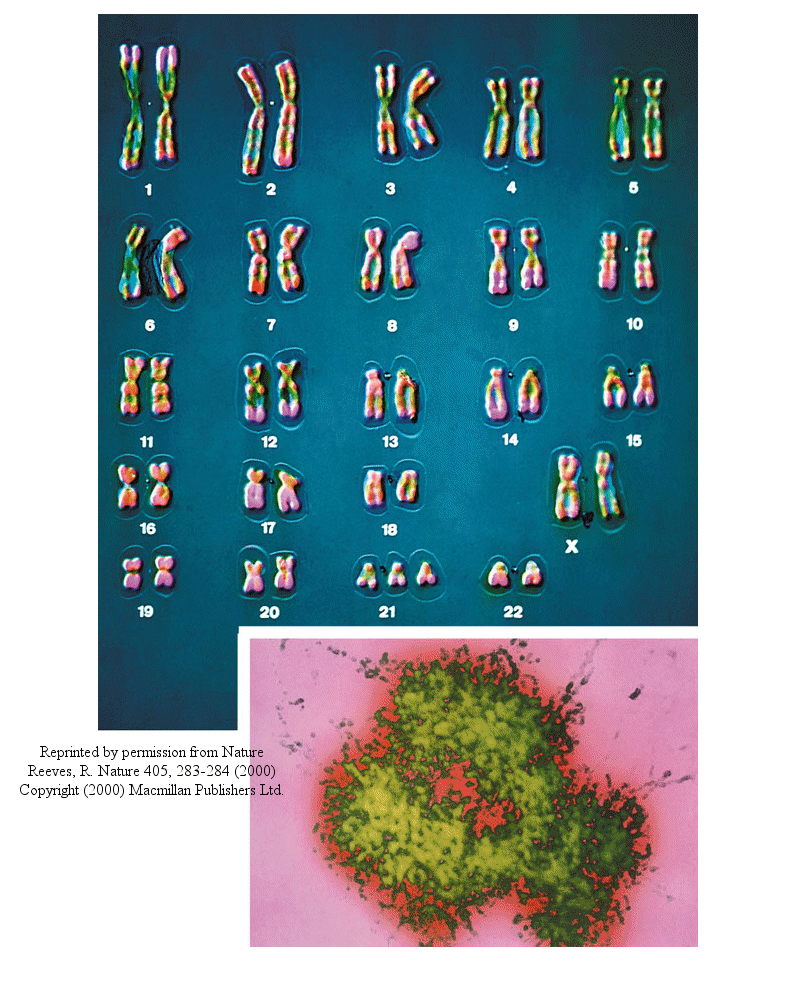 1 2 3 4 5
6 7 8 9 10
11 12 13 14 15
16 17 18 X
19 20 21 22
Reprinted by permission from Nature
Reeves, R. Nature 405, 283-284 (2000)
Copyright (2000) Macmillan Publishers Ltd.